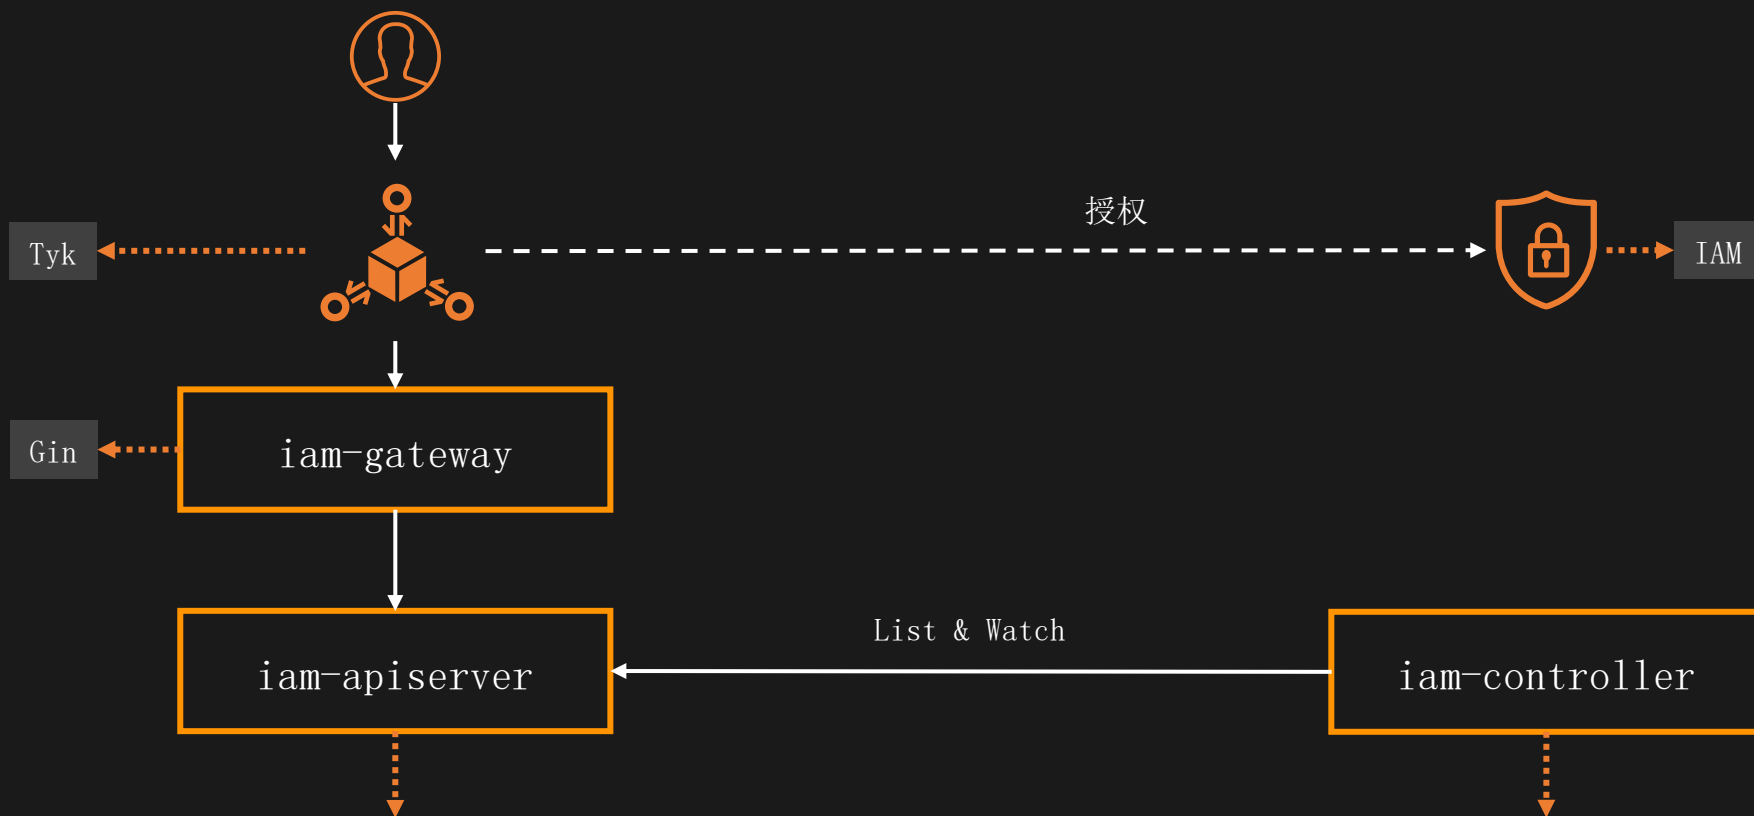 授权
Tyk
IAM
Gin
iam-gateway
List & Watch
iam-apiserver
iam-controller